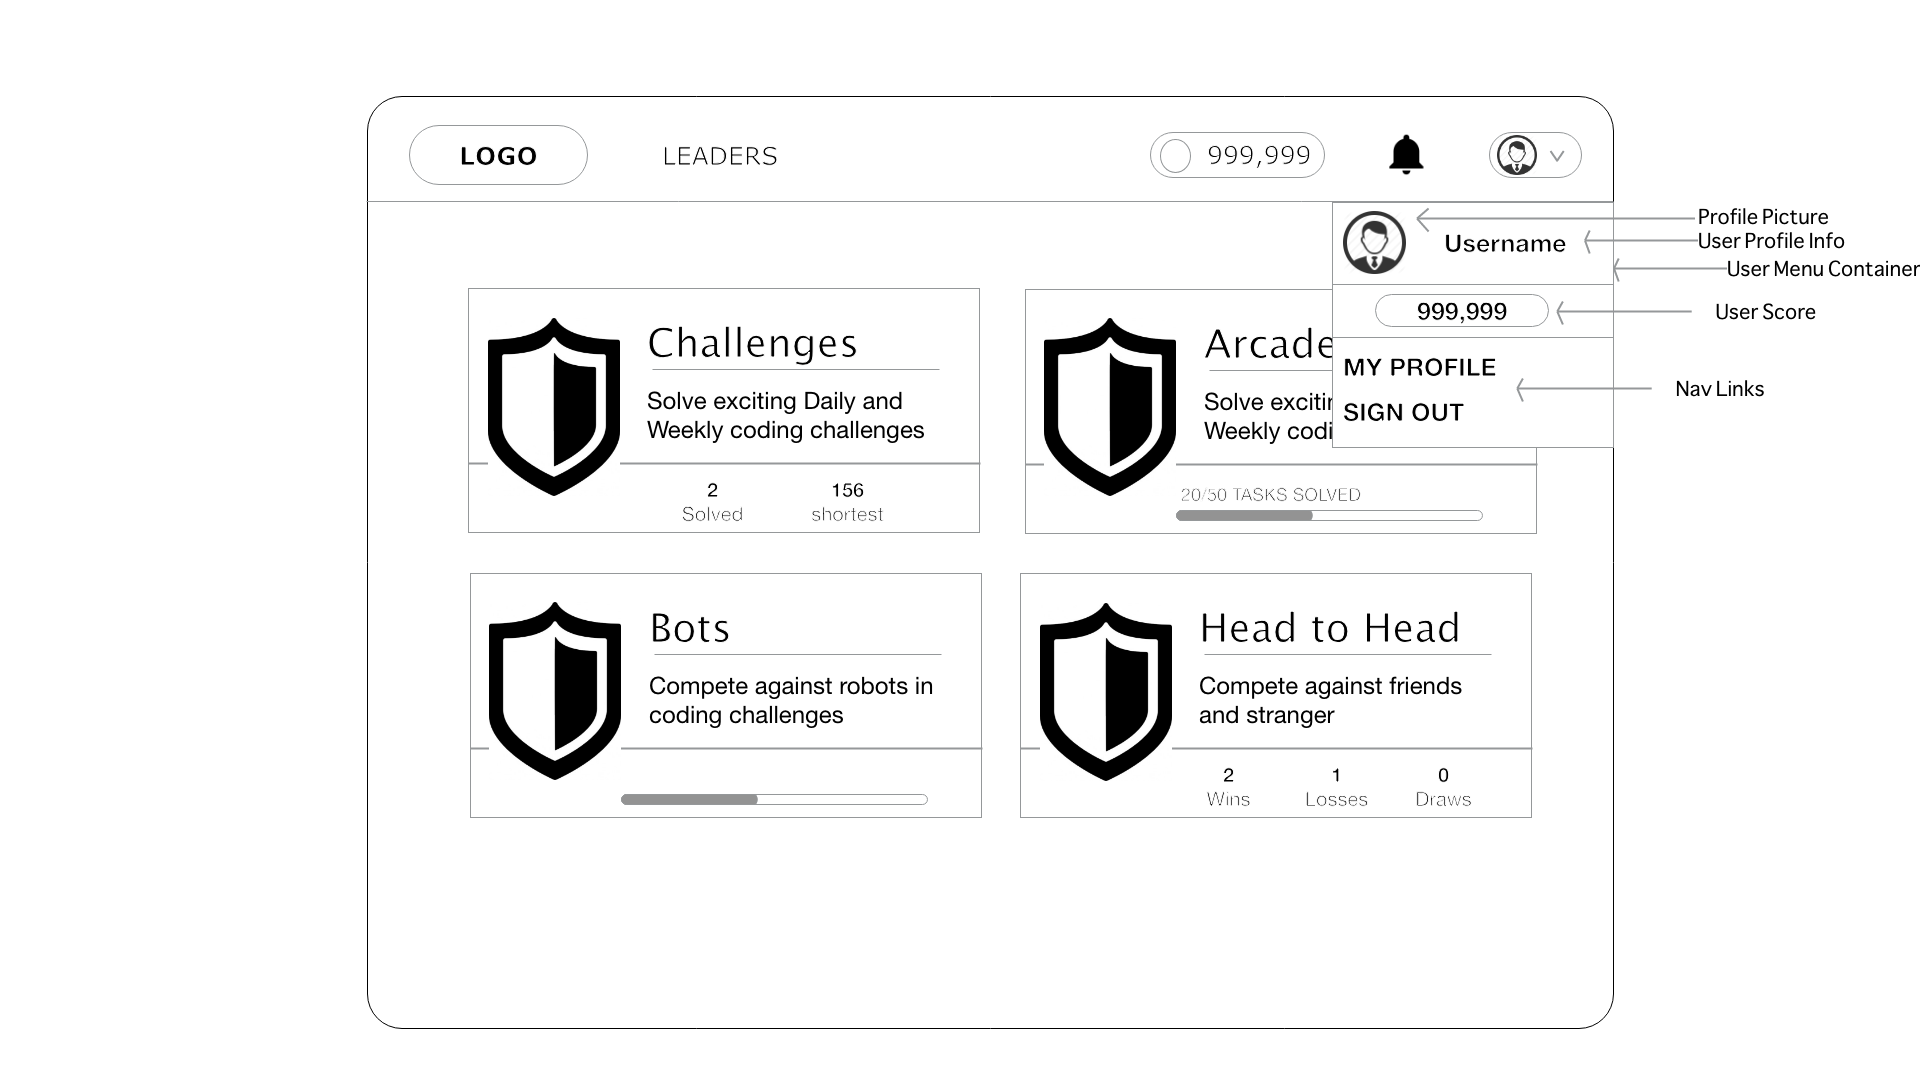 LOGO
LEADERS
999,999
Profile Picture
Username
User Profile Info
User Menu Container
999,999
User Score
MY PROFILE
SIGN OUT
Nav Links
Challenges
Solve exciting Daily and
Weekly coding challenges
2
Solved
156
shortest
Arcade
Solve
Weekly
20/50 TASKS SOLVED
Bots
Compete against robots in
coding challenges
Head to Head
Compete against friends
and stranger
2
Wins
1
Losses
0
Draws